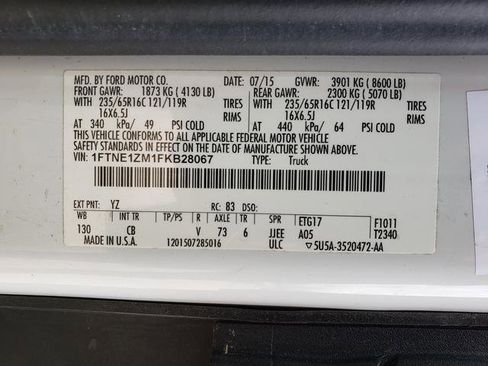 MFD. BY FORD MOTOR CO. 07/15 GVWR: 3901 KG ( 8600 LB)
FRONT GAWR: 1873 KG ( 4130 LB) REAR GAWR: 2300 KG ( 5070 LB)
WITH 235/65R16C 121/119R TIRES WITH 235/65R16C 121/119R TIRES
16X6.5J RIMS 16X6.5J RIMS
AT 340 kPa/ 49 PSI COLD AT 440 kPa/ 64 PSI COLD
THIS VEHICLE CONFORMS TO ALL APPLICABLE FEDERAL MOTOR VEHICLE
SAFETY STANDARDS IN EFFECT ON THE DATE OF MANUFACTURE SHOWN ABOVE.
VIN: 1FTNE1ZM1FKB28067 TYPE: Truck
EXT PNT: YZ RC: 83 DSO:
WB INT TR TP/PS R AXLE TR SPR ETG17 F1011
130 CB V 73 6 JJEE A05 T2340
MADE IN U.S.A. 1201507285016 ULC 5U5A-3520472-AA